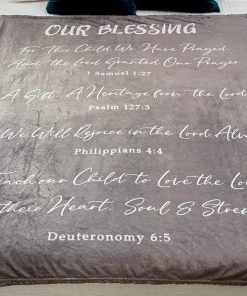 OUR BLESSING
For The Child We Have Prayed
And the Lord Granted Our Prayer
1 Samuel 1:27
A Gift, A Heritage from the Lord
Psalm 127:3
We Will Rejoice in the Lord
Philippians 4:4
our Child to Love the Lord
their Heart, Soul &
Deuteronomy 6:5